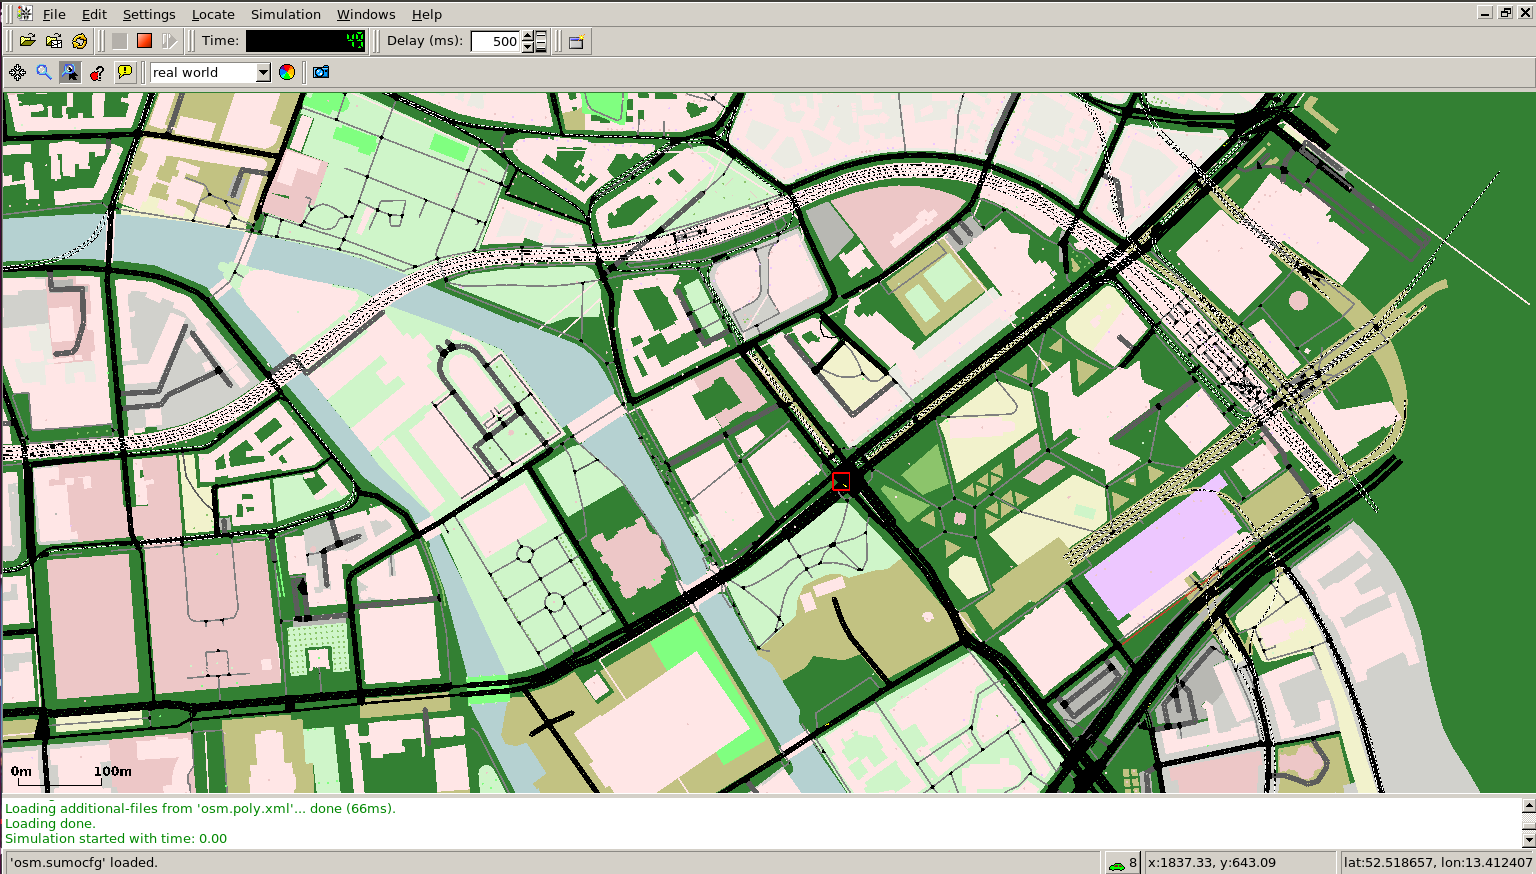 File Edit Settings Locate Simulation Windows Help
Time: 49 Delay (ms): 500
real world
0m 100m
Loading additional-files from 'osm.poly.xml'... done (66ms).
Loading done.
Simulation started with time: 0.00
'osm.sumocfg' loaded. 8 x:1837.33, y:643.09 lat:52.518657, lon:13.412407